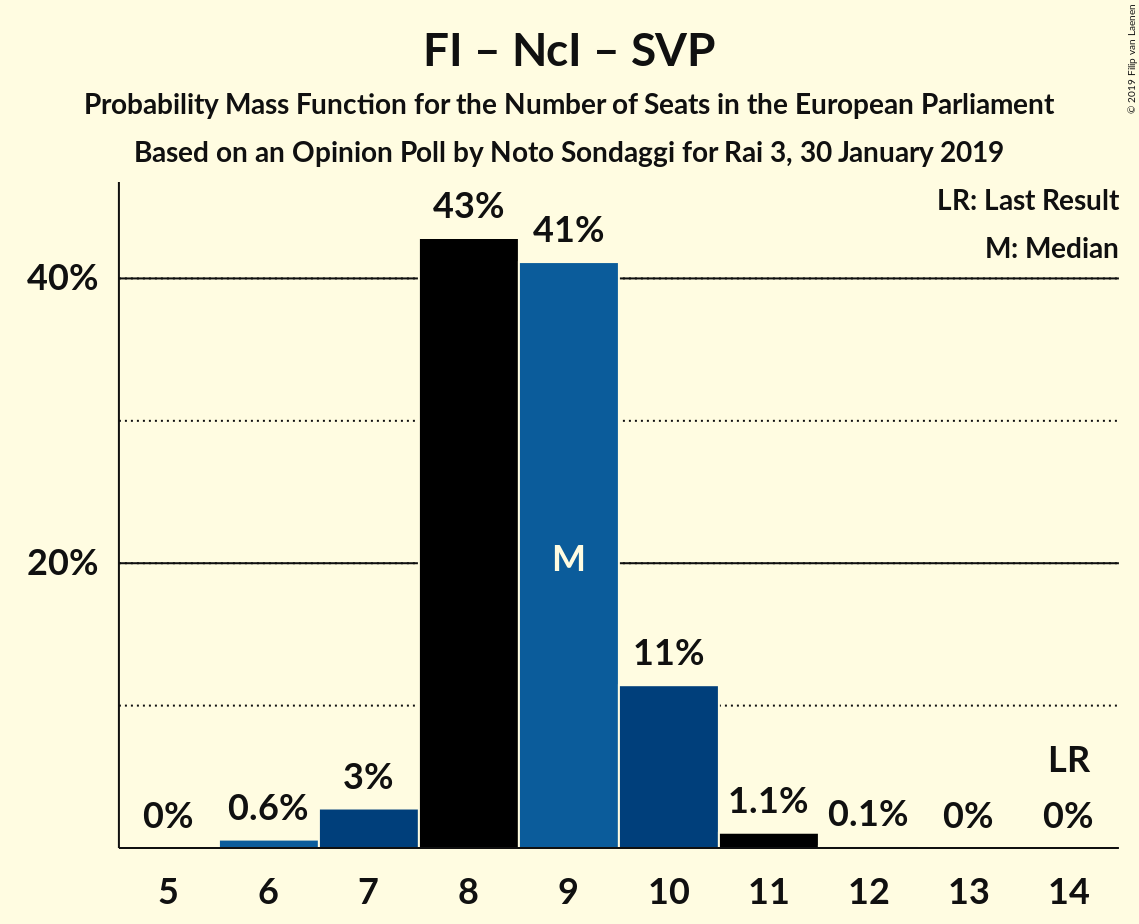 FI – NcI – SVP
Probability Mass Function for the Number of Seats in the European Parliament
Based on an Opinion Poll by Noto Sondaggi for Rai 3, 30 January 2019
© 2019 Filip van Laenen
LR: Last Result
M: Median
43%
41%
40%
20%
M
11%
LR
3%
0%
0.6%
1.1%
0.1%
0%
0%
5 6 7 8 9 10 11 12 13 14